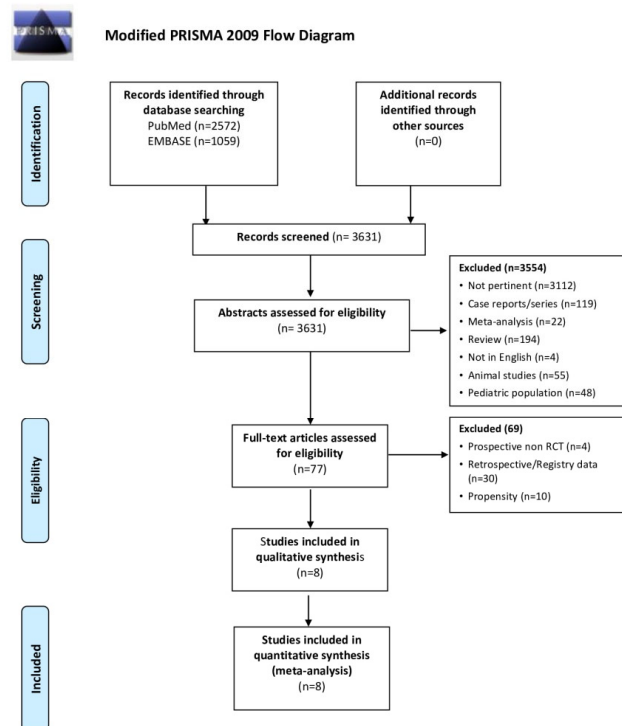 PRISMA
Modified PRISMA 2009 Flow Diagram
Identification
Records identified through
database searching
PubMed (n=2572)
EMBASE (n=1059)
Additional records
identified through
other sources
(n=0)
Records screened (n= 3631)
Screening
Abstracts assessed for eligibility
(n= 3631)
Excluded (n=3554)
• Not pertinent (n=3112)
• Case reports/series (n=119)
• Meta-analysis (n=22)
• Review (n=194)
• Not in English (n=4)
• Animal studies (n=55)
• Pediatric population (n=48)
Eligibility
Full-text articles assessed
for eligibility
(n=77)
Excluded (69)
• Prospective non RCT (n=4)
• Retrospective/Registry data
(n=30)
• Propensity (n=10)
Studies included in
qualitative synthesis
(n=8)
Included
Studies included in
quantitative synthesis
(meta-analysis)
(n=8)